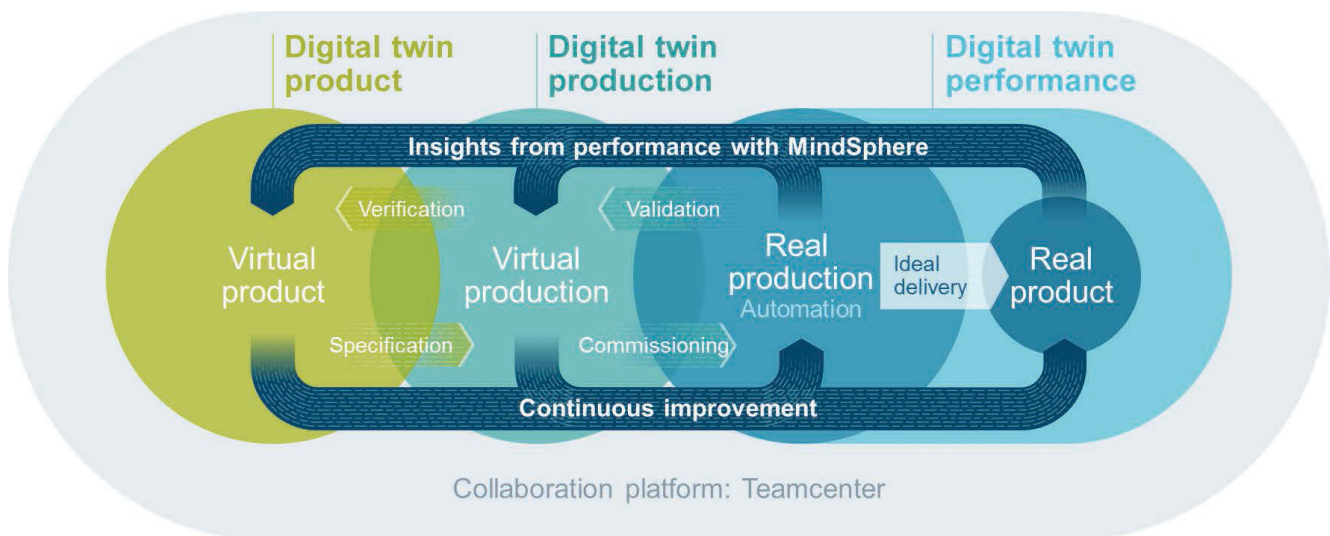 Digital twin
product
Digital twin
production
Digital twin
performance
Insights from performance with MindSphere
Verification
Validation
Virtual
product
Virtual
production
Real
production
Automation
Ideal
delivery
Real
product
Specification
Commissioning
Continuous improvement
Collaboration platform: Teamcenter